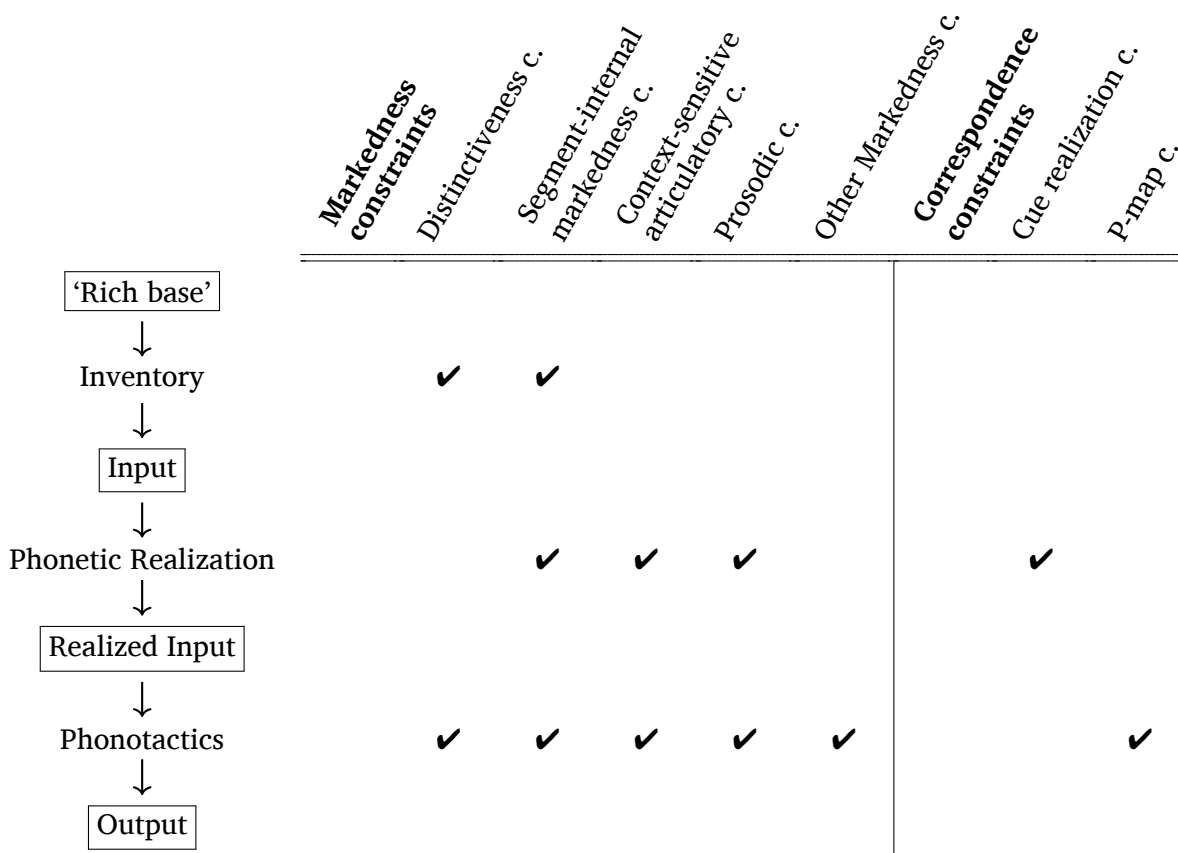 Markedness
constraints
Distinctiveness c.
Segment-internal
markedness c.
Context-sensitive
articulatory c.
Prosodic c.
Other Markedness c.
Correspondence
constraints
Cue realization c.
P-map c.
‘Rich base’
↓
Inventory ✔ ✔
↓
Input
↓
Phonetic Realization ✔ ✔ ✔ ✔
↓
Realized Input
↓
Phonotactics ✔ ✔ ✔ ✔ ✔ ✔
↓
Output